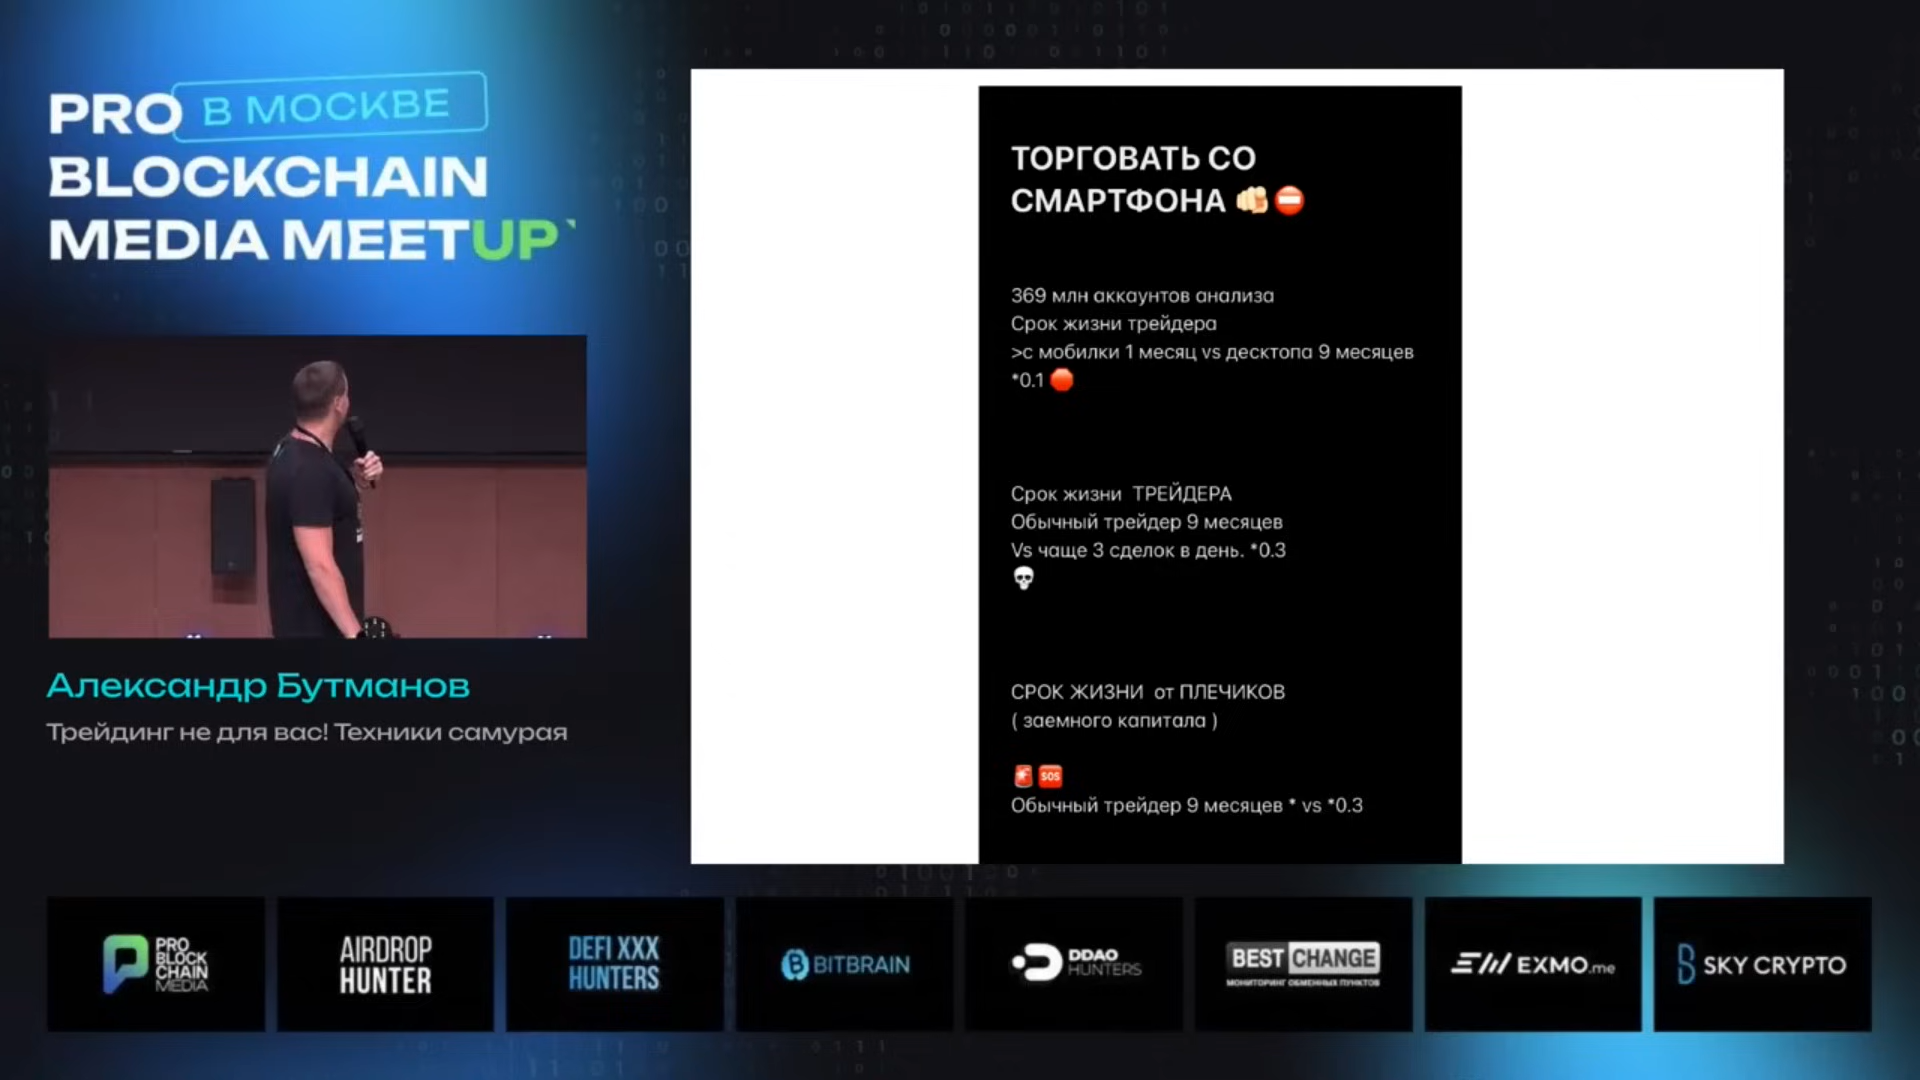 PRO В МОСКВЕ
BLOCKCHAIN
MEDIA MEETUP
Александр Бутманов
Трейдинг не для вас! Техники самурая
ТОРГОВАТЬ СО
СМАРТФОНА
369 млн аккаунтов анализа
Срок жизни трейдера
>с мобилки 1 месяц vs десктопа 9 месяцев
*0.1
Срок жизни ТРЕЙДЕРА
Обычный трейдер 9 месяцев
Vs чаще 3 сделок в день. *0.3
СРОК ЖИЗНИ от ПЛЕЧИКОВ
( заемного капитала )
SOS
Обычный трейдер 9 месяцев * vs *0.3
PRO
BLOCK
CHAIN
MEDIA
AIRDROP
HUNTER
DEFI XXX
HUNTERS
BITBRAIN
DDAO
HUNTERS
BEST CHANGE
МОНИТОРИНГ ОБМЕННЫХ ПУНКТОВ
EXMO.me
SKY CRYPTO